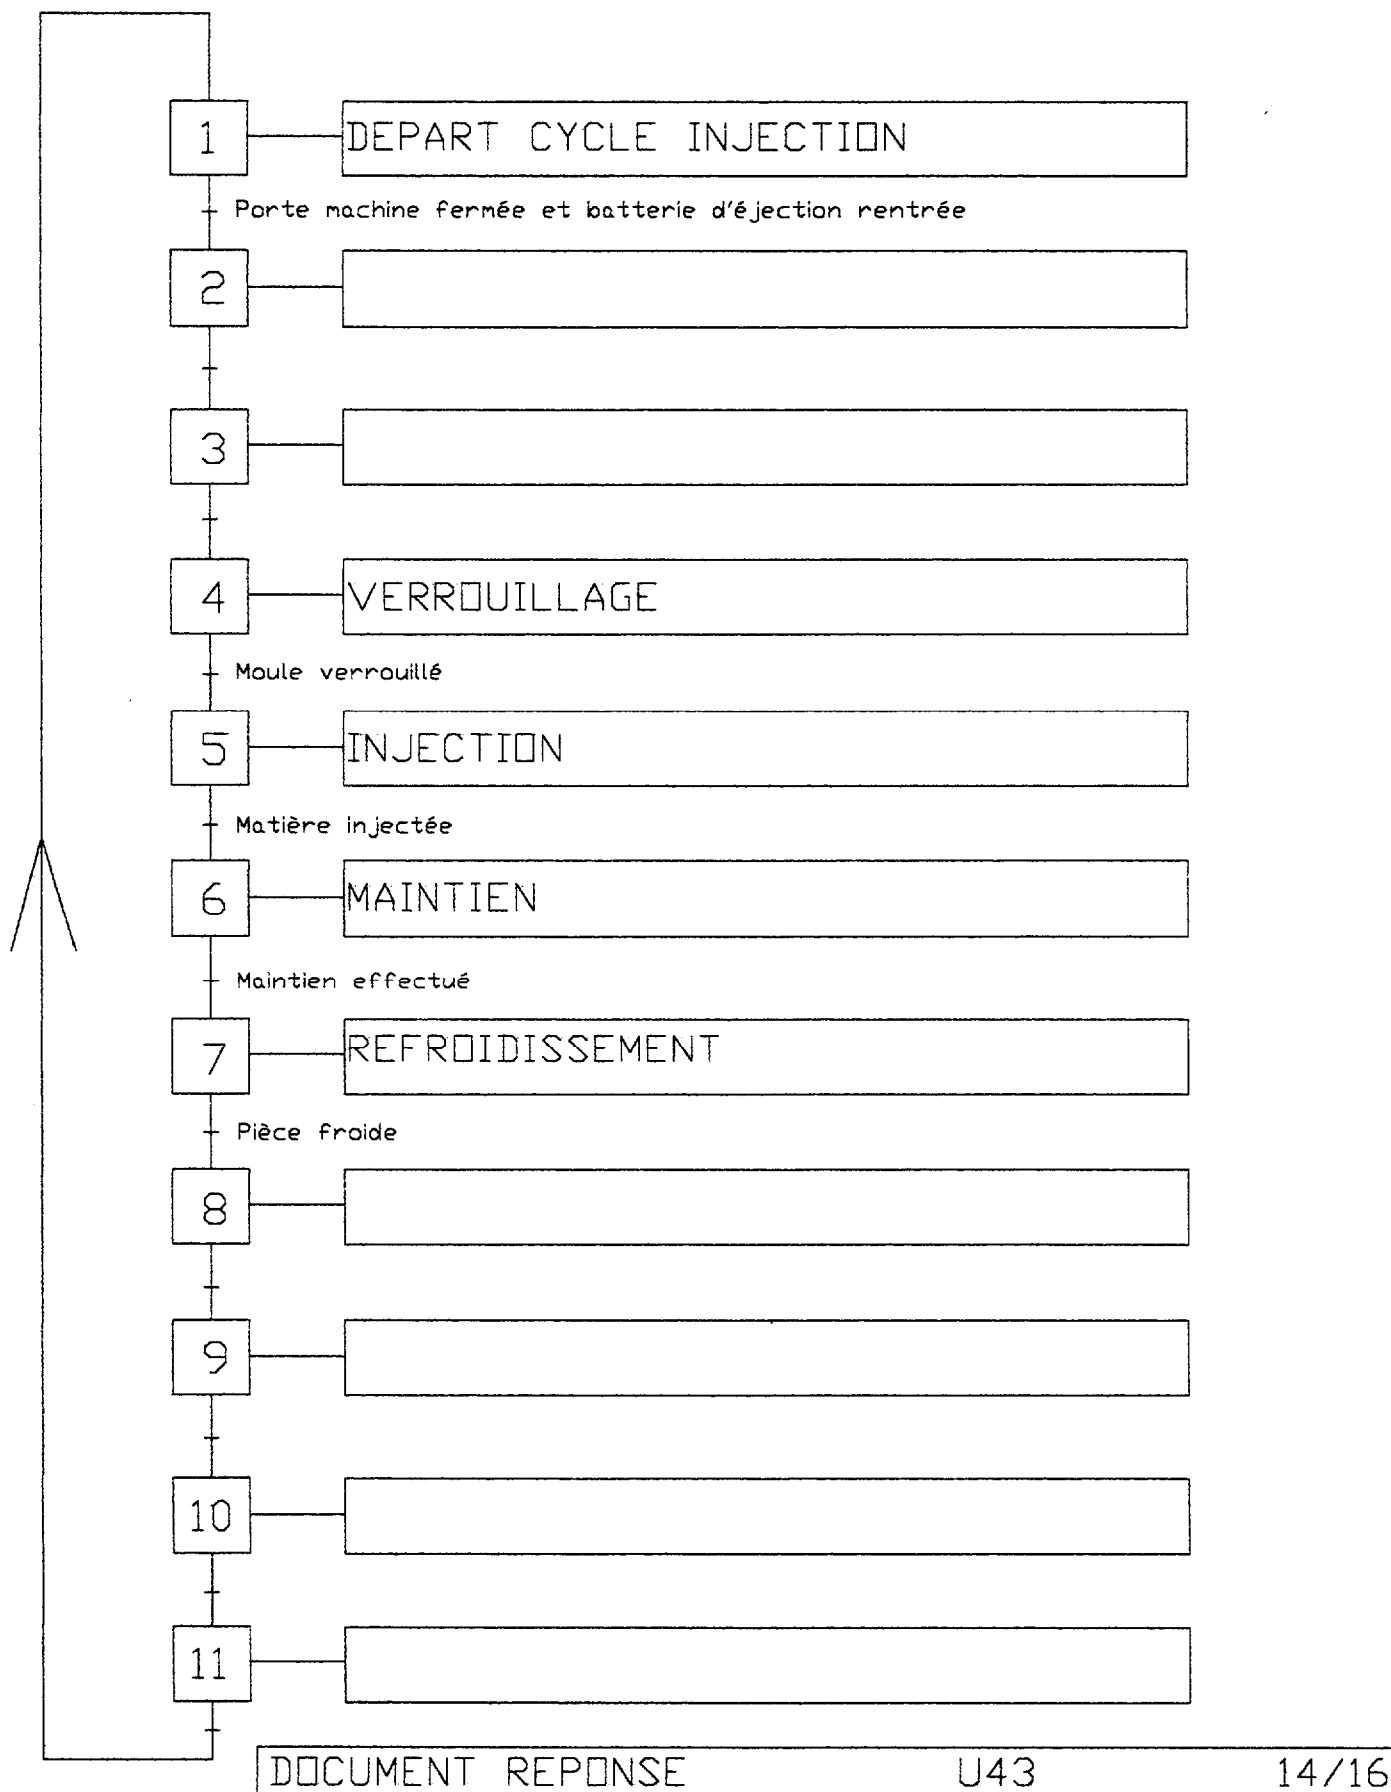 1 DEPART CYCLE INJECTION
Porte machine fermée et batterie d'éjection rentrée
2
3
4 VERROUILLAGE
Moule verrouillé
5 INJECTION
Matière injectée
6 MAINTIEN
Maintien effectué
7 REFROIDISSEMENT
Pièce froide
8
9
10
11
DOCUMENT REPONSE U43 14/16